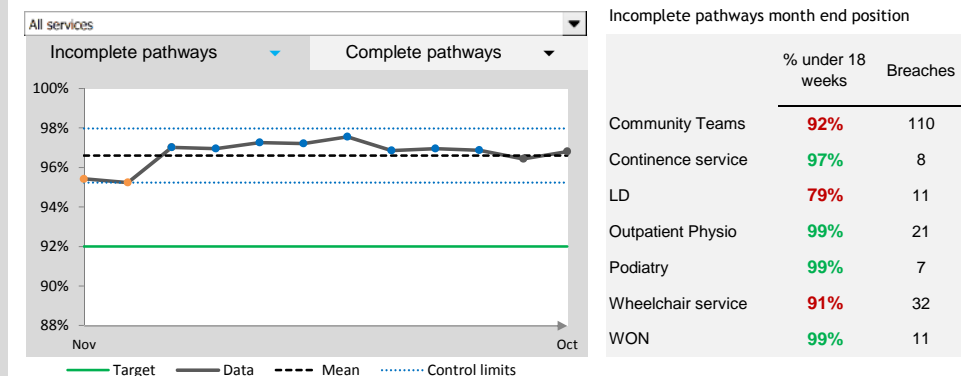 All services
Incomplete pathways
Complete pathways
100%
98%
96%
94%
92%
90%
88%
Nov
Oct
Target
Data
Mean
Control limits
Incomplete pathways month end position
% under 18 weeks
Breaches
Community Teams 92% 110
Continence service 97% 8
LD 79% 11
Outpatient Physio 99% 21
Podiatry 99% 7
Wheelchair service 91% 32
WON 99% 11